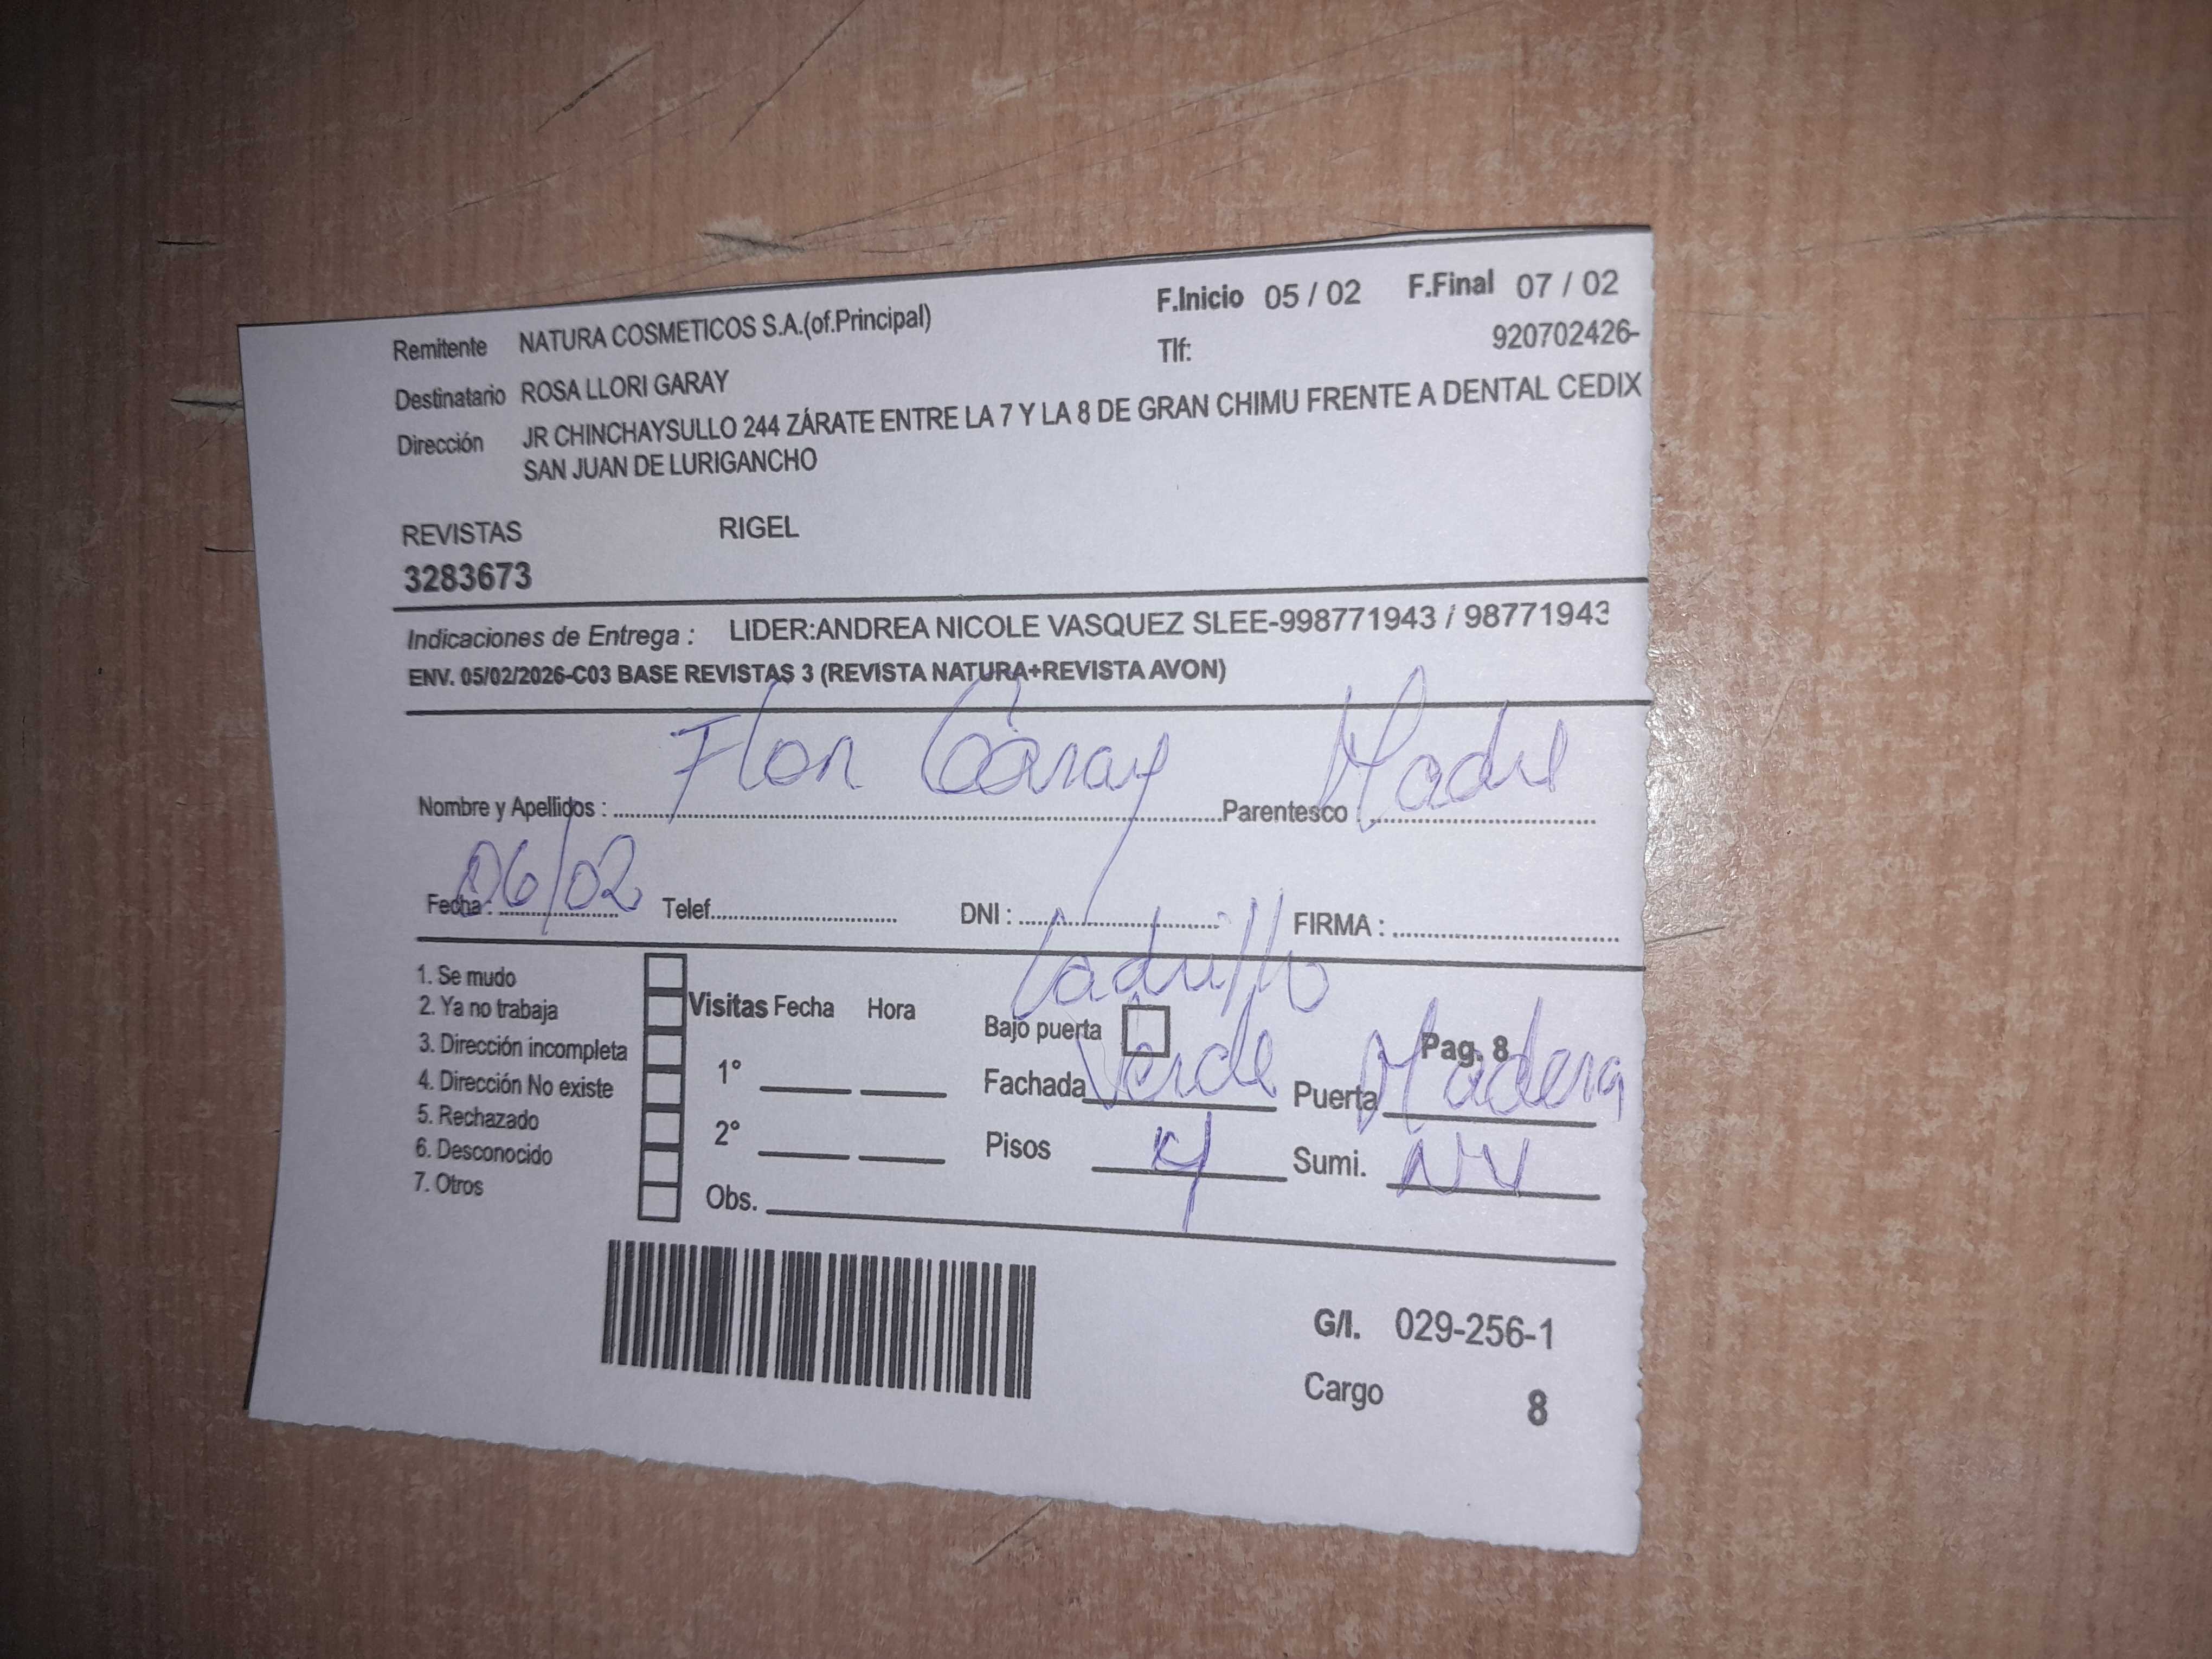 Remitente NATURA COSMETICOS S.A.(of.Principal) F.Inicio 05 / 02 F.Final 07 / 02
Tlf: 920702426-
Destinatario ROSA LLORI GARAY
Dirección JR CHINCHAYSULLO 244 ZÁRATE ENTRE LA 7 Y LA 8 DE GRAN CHIMU FRENTE A DENTAL CEDIX
SAN JUAN DE LURIGANCHO
REVISTAS RIGEL
3283673
Indicaciones de Entrega : LIDER:ANDREA NICOLE VASQUEZ SLEE-998771943 / 98771943
ENV. 05/02/2026-C03 BASE REVISTAS 3 (REVISTA NATURA+REVISTA AVON)
Nombre y Apellidos : Flor Garay Parentesco : Madre
Fecha : 06/02 Telef. DNI : FIRMA :
1. Se mudo
2. Ya no trabaja
3. Dirección incompleta
4. Dirección No existe
5. Rechazado
6. Desconocido
7. Otros
Visitas Fecha Hora
1°
2°
Obs.
Ladrillo
Bajo puerta Pag. 8
Fachada Verde Puerta Madera
Pisos 4 Sumi. NV
G/I. 029-256-1
Cargo 8